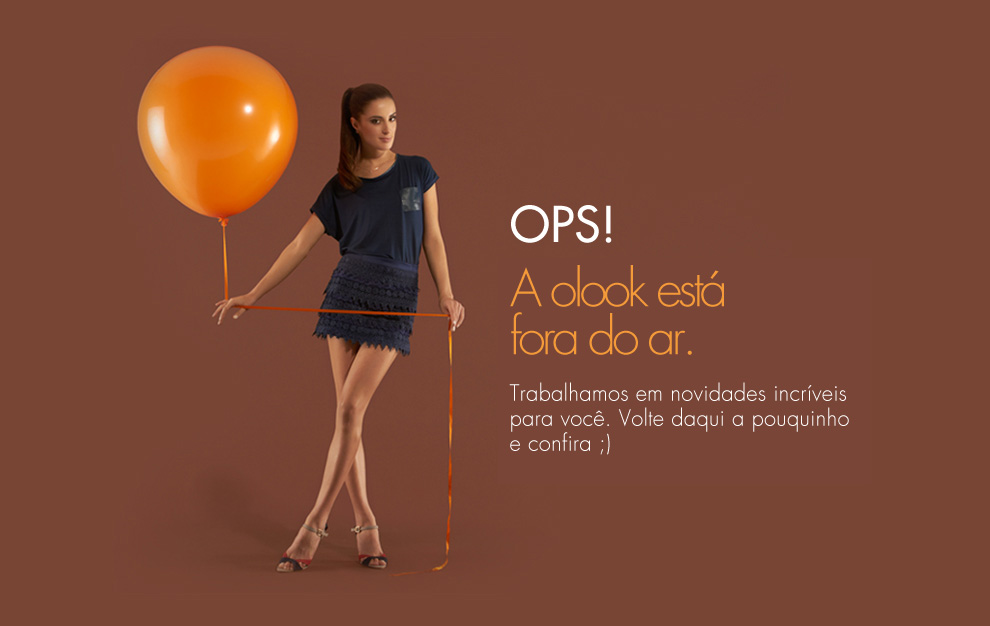 OPS!
A olook está
fora do ar.
Trabalhamos em novidades incríveis
para você. Volte daqui a pouquinho
e confira ;)